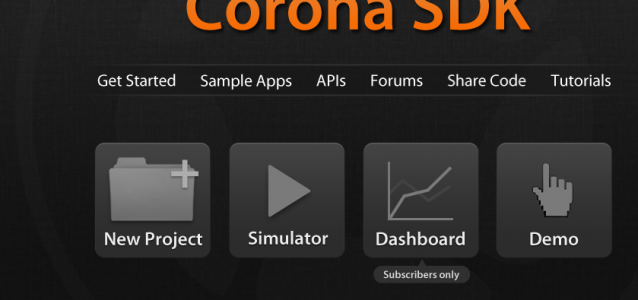 Corona SDK
Get Started Sample Apps APIs Forums Share Code Tutorials
New Project Simulator Dashboard Demo
Subscribers only